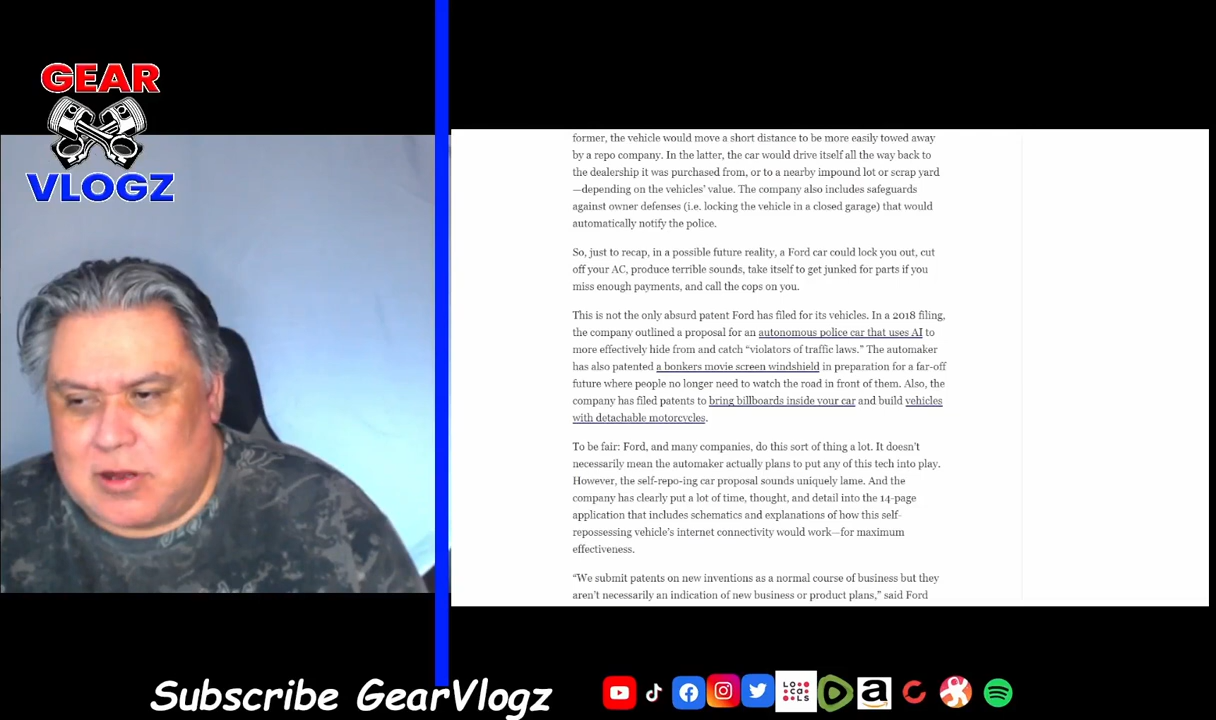 GEAR
VLOGZ
former, the vehicle would move a short distance to be more easily towed away
by a repo company. In the latter, the car would drive itself all the way back to
the dealership it was purchased from, or to a nearby impound lot or scrap yard
—depending on the vehicles’ value. The company also includes safeguards
against owner defenses (i.e. locking the vehicle in a closed garage) that would
automatically notify the police.
So, just to recap, in a possible future reality, a Ford car could lock you out, cut
off your AC, produce terrible sounds, take itself to get junked for parts if you
miss enough payments, and call the cops on you.
This is not the only absurd patent Ford has filed for its vehicles. In a 2018 filing,
the company outlined a proposal for an autonomous police car that uses AI to
more effectively hide from and catch “violators of traffic laws.” The automaker
has also patented a bonkers movie screen windshield in preparation for a far-off
future where people no longer need to watch the road in front of them. Also, the
company has filed patents to bring billboards inside your car and build vehicles
with detachable motorcycles.
To be fair: Ford, and many companies, do this sort of thing a lot. It doesn’t
necessarily mean the automaker actually plans to put any of this tech into play.
However, the self-repo-ing car proposal sounds uniquely lame. And the
company has clearly put a lot of time, thought, and detail into the 14-page
application that includes schematics and explanations of how this self-
repossessing vehicle’s internet connectivity would work—for maximum
effectiveness.
“We submit patents on new inventions as a normal course of business but they
aren’t necessarily an indication of new business or product plans,” said Ford
Subscribe GearVlogz
LO
ca
LS
a